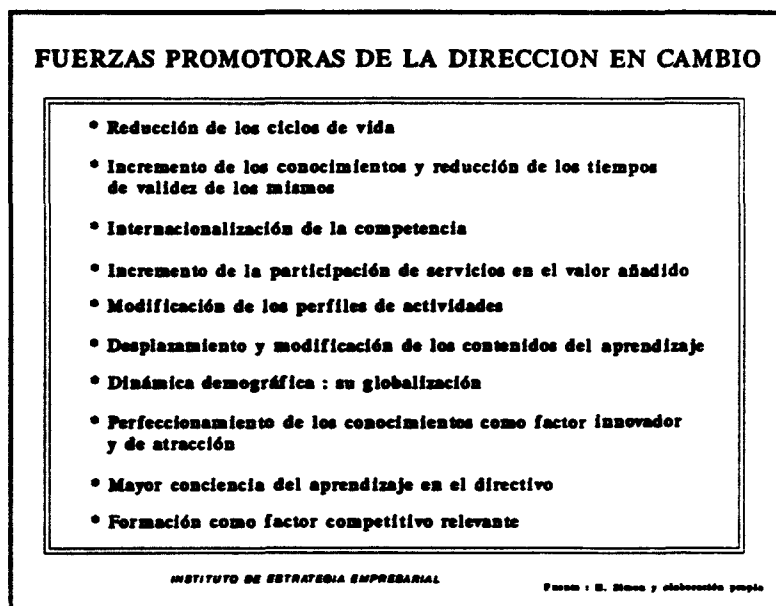 FUERZAS PROMOTORAS DE LA DIRECCION EN CAMBIO
* Reducción de los ciclos de vida
* Incremento de los conocimientos y reducción de los tiempos
de validez de los mismos
* Internacionalización de la competencia
* Incremento de la participación de servicios en el valor añadido
* Modificación de los perfiles de actividades
* Desplazamiento y modificación de los contenidos del aprendizaje
* Dinámica demográfica : su globalización
* Perfeccionamiento de los conocimientos como factor innovador
y de atracción
* Mayor conciencia del aprendizaje en el directivo
* Formación como factor competitivo relevante
INSTITUTO DE ESTRATEGIA EMPRESARIAL
Fuente : H. Simon y elaboración propia